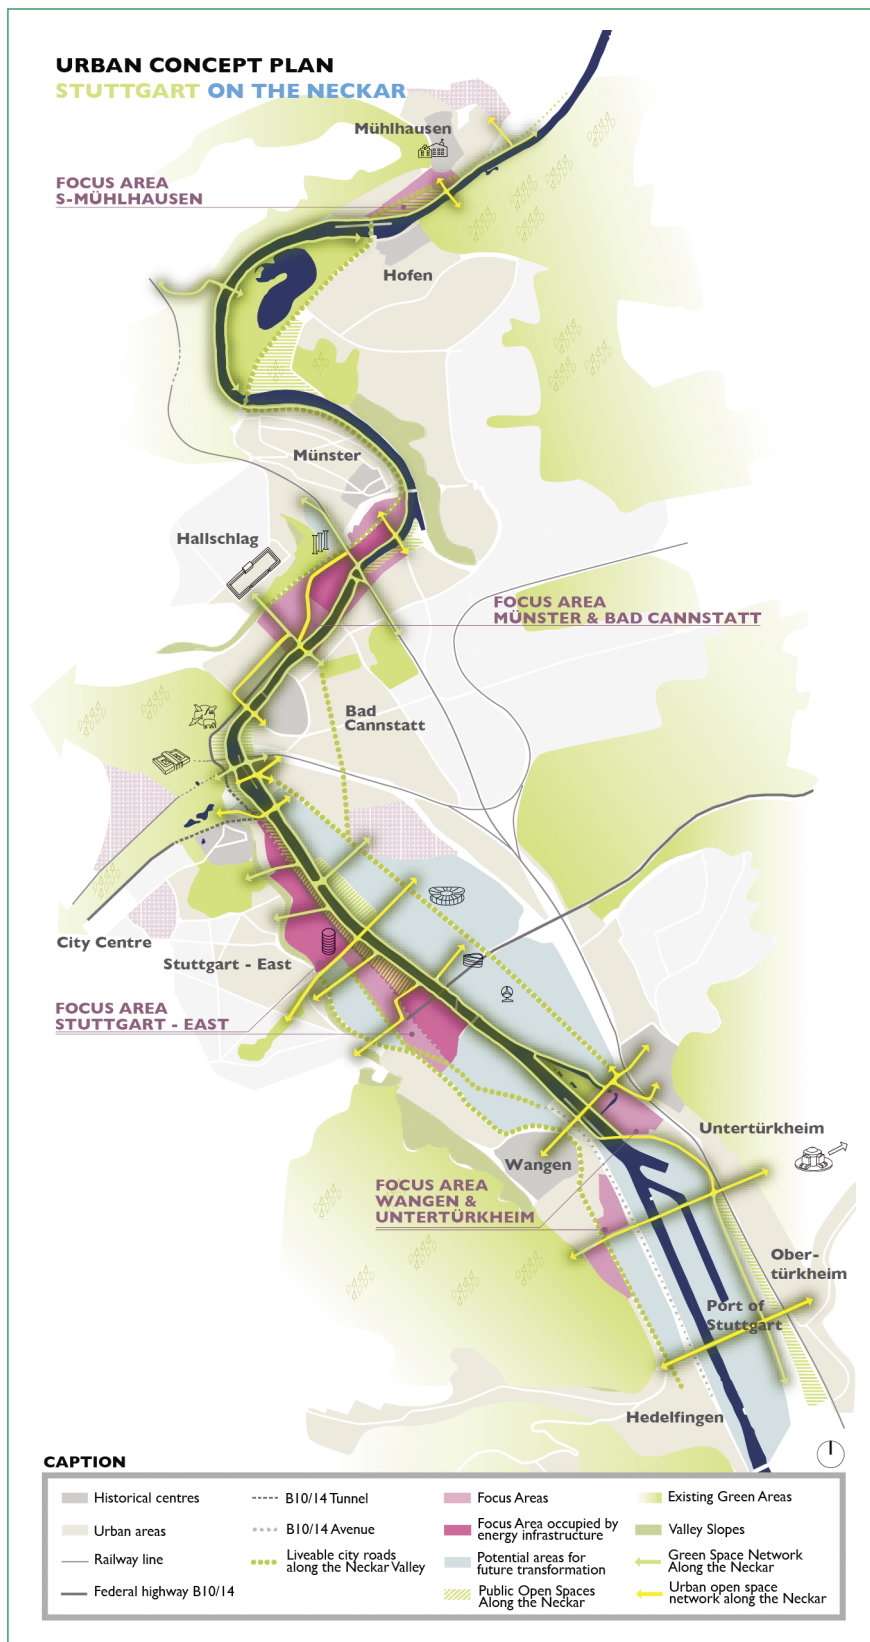 URBAN CONCEPT PLAN
STUTTGART ON THE NECKAR
Mühlhausen
FOCUS AREA
S-MÜHLHAUSEN
Hofen
Münster
Hallschlag
FOCUS AREA
MÜNSTER & BAD CANNSTATT
Bad
Cannstatt
City Centre
Stuttgart - East
FOCUS AREA
STUTTGART - EAST
Untertürkheim
Wangen
FOCUS AREA
WANGEN &
UNTERTÜRKHEIM
Ober-
türkheim
Port of
Stuttgart
Hedelfingen
CAPTION
Historical centres
Urban areas
Railway line
Federal highway B10/14
B10/14 Tunnel
B10/14 Avenue
Liveable city roads
along the Neckar Valley
Focus Areas
Focus Area occupied by
energy infrastructure
Potential areas for
future transformation
Public Open Spaces
Along the Neckar
Existing Green Areas
Valley Slopes
Green Space Network
Along the Neckar
Urban open space
network along the Neckar